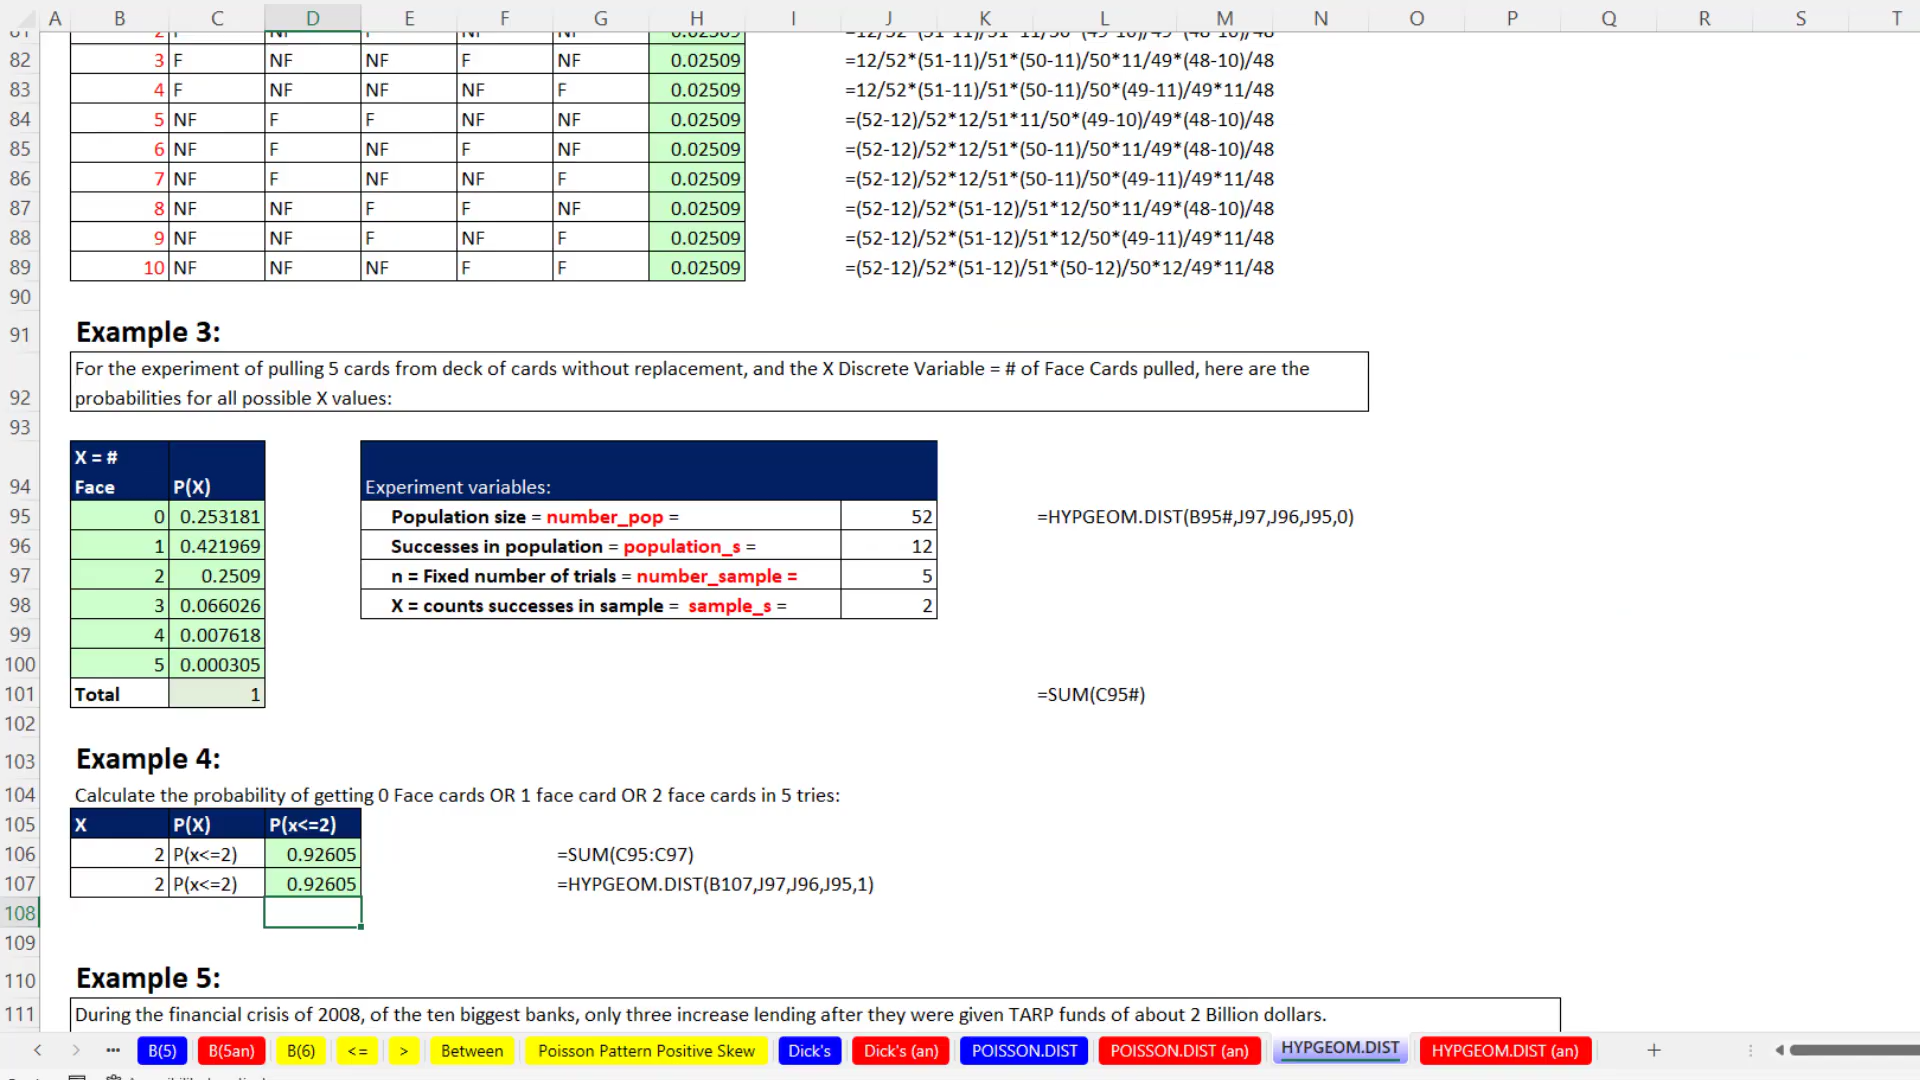 A B C D E F G H I J K L M N O P Q R S T
82 3 F NF NF F NF 0.02509 =12/52*(51-11)/51*(50-11)/50*11/49*(48-10)/48
83 4 F NF NF NF F 0.02509 =12/52*(51-11)/51*(50-11)/50*(49-11)/49*11/48
84 5 NF F F NF NF 0.02509 =(52-12)/52*12/51*11/50*(49-10)/49*(48-10)/48
85 6 NF F NF F NF 0.02509 =(52-12)/52*12/51*(50-11)/50*11/49*(48-10)/48
86 7 NF F NF NF F 0.02509 =(52-12)/52*12/51*(50-11)/50*(49-11)/49*11/48
87 8 NF NF F F NF 0.02509 =(52-12)/52*(51-12)/51*12/50*11/49*(48-10)/48
88 9 NF NF F NF F 0.02509 =(52-12)/52*(51-12)/51*12/50*(49-11)/49*11/48
89 10 NF NF NF F F 0.02509 =(52-12)/52*(51-12)/51*(50-12)/50*12/49*11/48
90
91 Example 3:
For the experiment of pulling 5 cards from deck of cards without replacement, and the X Discrete Variable = # of Face Cards pulled, here are the
92 probabilities for all possible X values:
93
X = #
94 Face P(X) Experiment variables:
95 0 0.253181 Population size = number_pop = 52 =HYPGEOM.DIST(B95#,J97,J96,J95,0)
96 1 0.421969 Successes in population = population_s = 12
97 2 0.2509 n = Fixed number of trials = number_sample = 5
98 3 0.066026 X = counts successes in sample = sample_s = 2
99 4 0.007618
100 5 0.000305
101 Total 1 =SUM(C95#)
102
103 Example 4:
104 Calculate the probability of getting 0 Face cards OR 1 face card OR 2 face cards in 5 tries:
105 X P(X) P(x<=2)
106 2 P(x<=2) 0.92605 =SUM(C95:C97)
107 2 P(x<=2) 0.92605 =HYPGEOM.DIST(B107,J97,J96,J95,1)
108
109
110 Example 5:
111 During the financial crisis of 2008, of the ten biggest banks, only three increase lending after they were given TARP funds of about 2 Billion dollars.
... B(5) B(5an) B(6) <= > Between Poisson Pattern Positive Skew Dick's Dick's (an) POISSON.DIST POISSON.DIST (an) HYPGEOM.DIST HYPGEOM.DIST (an) +